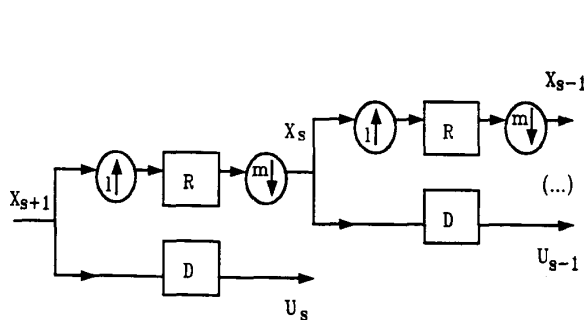 X_{s-1}
l R m
X_s
l R m
(...)
X_{s+1}
D
U_{s-1}
D
U_s